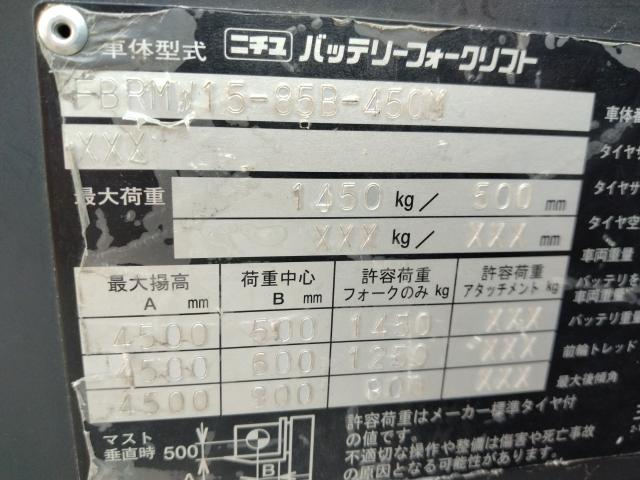 車体型式 ニチユ バッテリーフォークリフト
FBRMW15-85B-450M
XXX
最大荷重 1450 kg／ 500 mm
XXX kg／ XXX mm
最大揚高 A mm 荷重中心 B mm 許容荷重 フォークのみ kg 許容荷重 アタッチメント kg
4500 500 1450 XXX
4500 600 1250 XXX
4500 900 800 XXX
マスト
垂直時 500
B
A
許容荷重はメーカー標準タイヤ付
の値です。
不適切な操作や整備は傷害や死亡事故
の原因となる可能性があります。
車体番
タイヤサ
タイヤサ
タイヤ空
車両重量
バッテリを
車両重量
バッテリ重量
前輪トレッド
最大後傾角